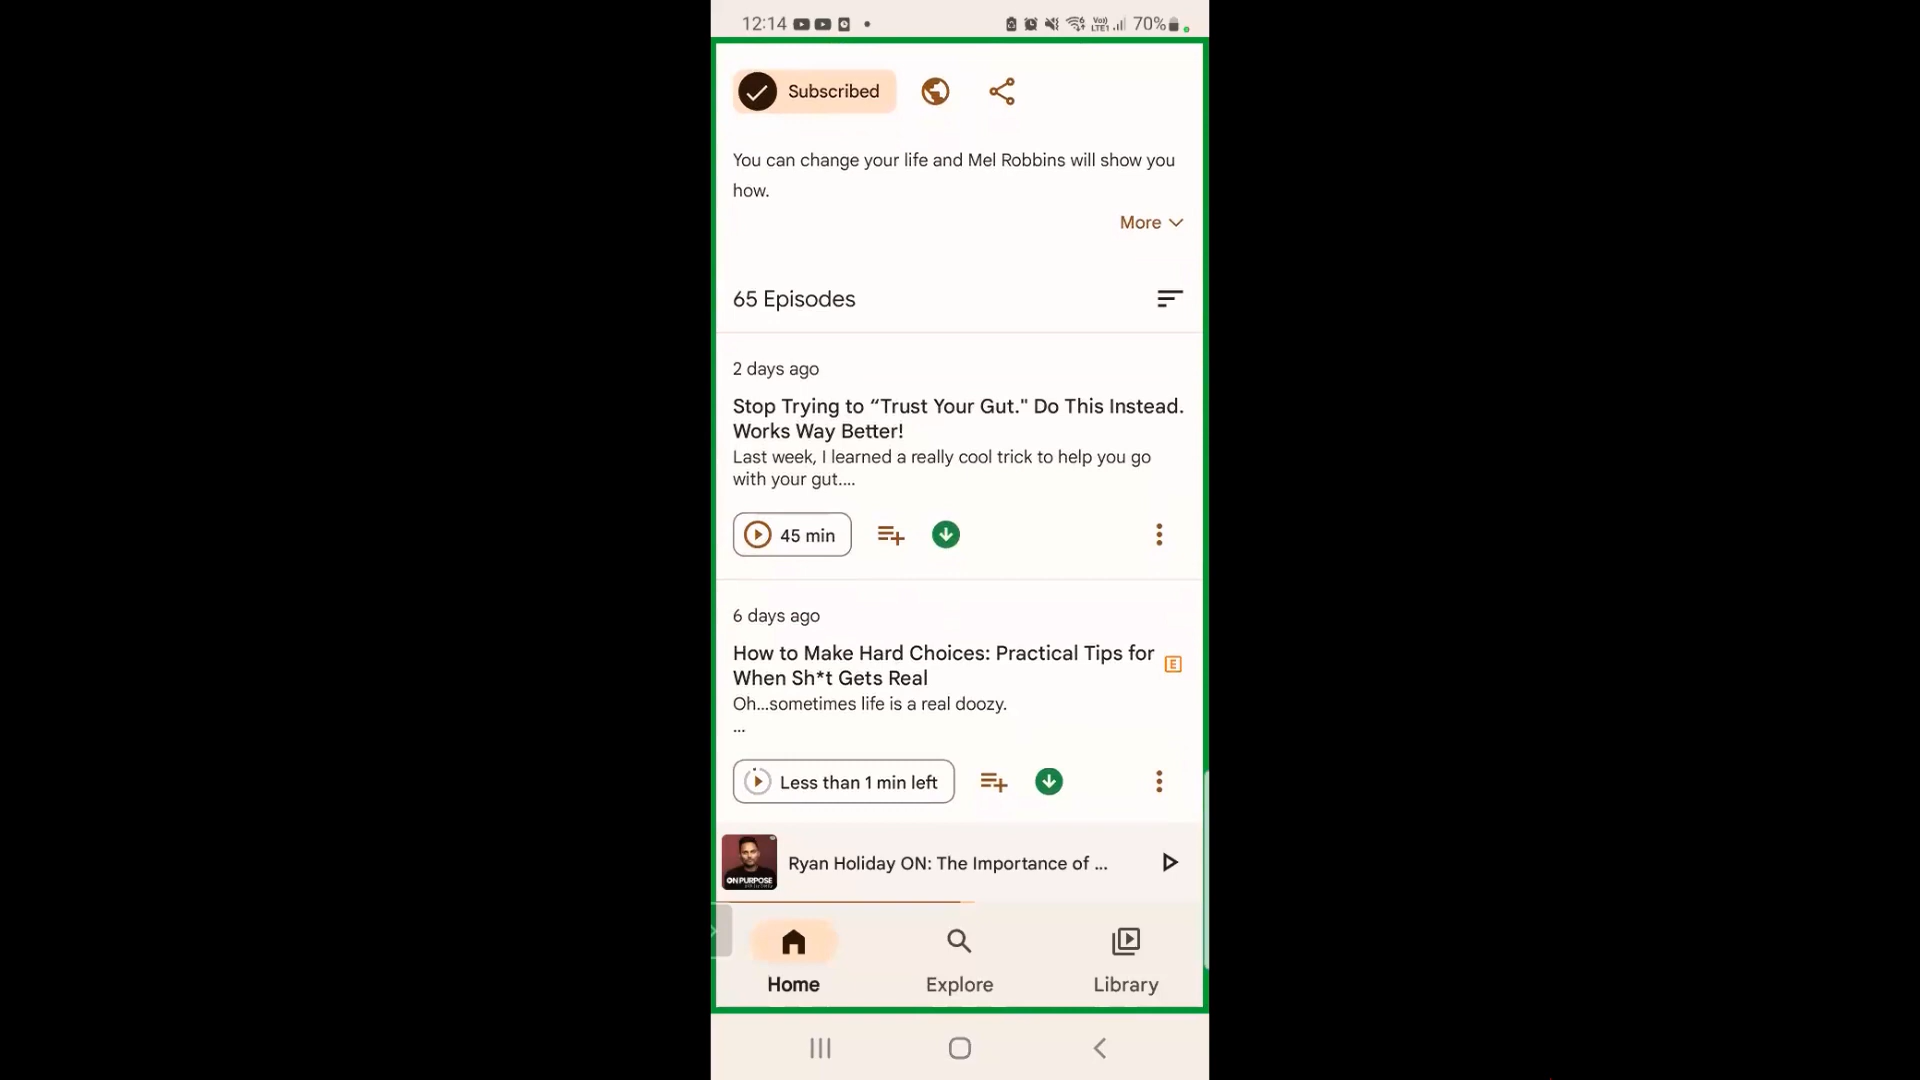 12:14
70%
Subscribed
You can change your life and Mel Robbins will show you
how.
More
65 Episodes
2 days ago
Stop Trying to “Trust Your Gut." Do This Instead.
Works Way Better!
Last week, I learned a really cool trick to help you go
with your gut....
45 min
6 days ago
How to Make Hard Choices: Practical Tips for
When Sh*t Gets Real
E
Oh...sometimes life is a real doozy.
...
Less than 1 min left
ON PURPOSE
Ryan Holiday ON: The Importance of ...
Home
Explore
Library